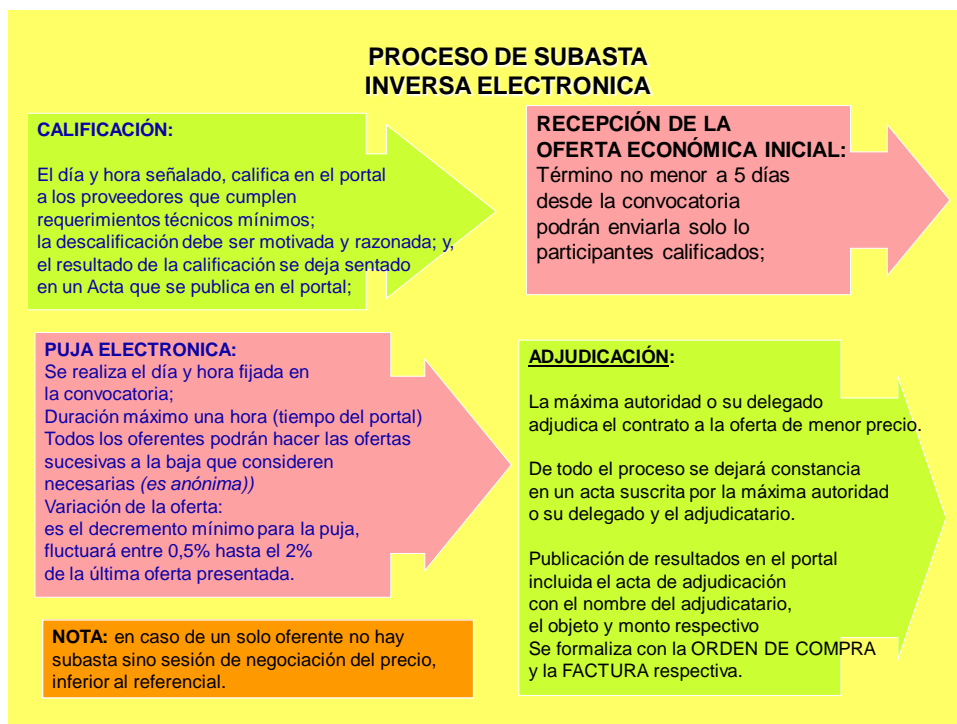 PROCESO DE SUBASTA
INVERSA ELECTRONICA
CALIFICACIÓN:
El día y hora señalado, califica en el portal
a los proveedores que cumplen
requerimientos técnicos mínimos;
la descalificación debe ser motivada y razonada; y,
el resultado de la calificación se deja sentado
en un Acta que se publica en el portal;
RECEPCIÓN DE LA
OFERTA ECONÓMICA INICIAL:
Término no menor a 5 días
desde la convocatoria
podrán enviarla solo lo
participantes calificados;
PUJA ELECTRONICA:
Se realiza el día y hora fijada en
la convocatoria;
Duración máximo una hora (tiempo del portal)
Todos los oferentes podrán hacer las ofertas
sucesivas a la baja que consideren
necesarias (es anónima))
Variación de la oferta:
es el decremento mínimo para la puja,
fluctuará entre 0,5% hasta el 2%
de la última oferta presentada.
ADJUDICACIÓN:
La máxima autoridad o su delegado
adjudica el contrato a la oferta de menor precio.
De todo el proceso se dejará constancia
en un acta suscrita por la máxima autoridad
o su delegado y el adjudicatario.
Publicación de resultados en el portal
incluida el acta de adjudicación
con el nombre del adjudicatario,
el objeto y monto respectivo
Se formaliza con la ORDEN DE COMPRA
y la FACTURA respectiva.
NOTA: en caso de un solo oferente no hay
subasta sino sesión de negociación del precio,
inferior al referencial.